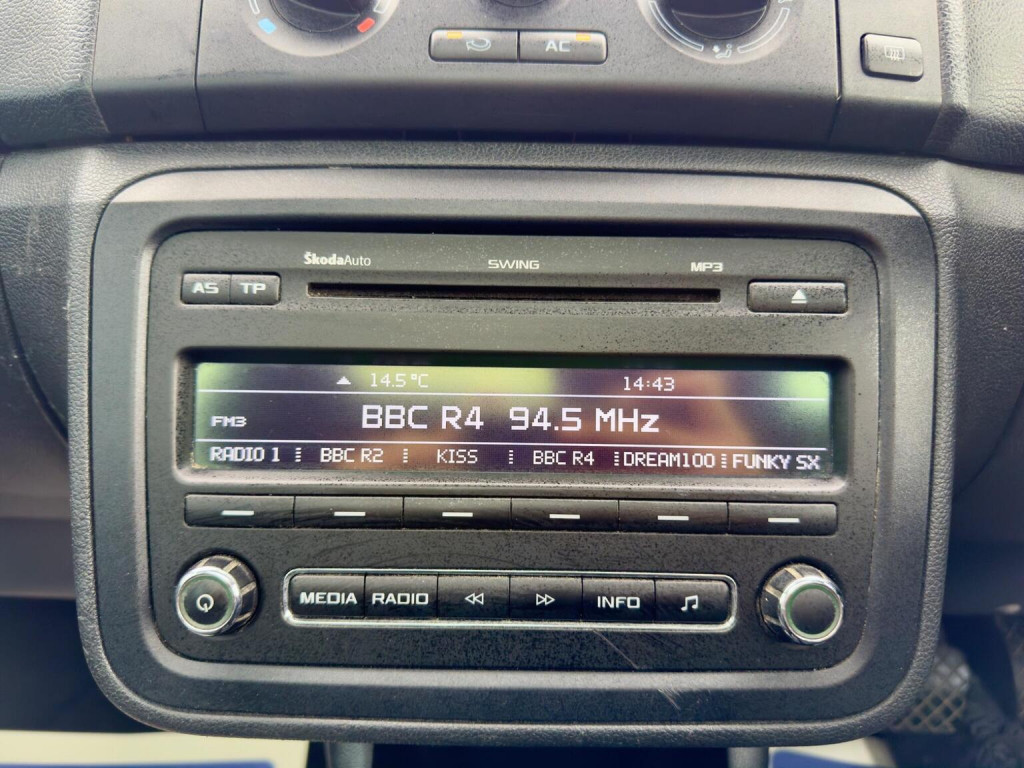 AC
ŠkodaAuto SWING MP3
AS TP
14.5°C 14:43
FM3 BBC R4 94.5 MHz
RADIO 1 BBC R2 KISS BBC R4 DREAM100 FUNKY SX
MEDIA RADIO INFO